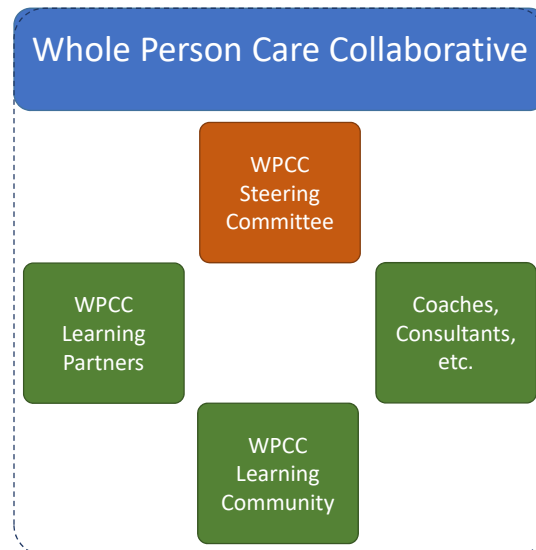 Whole Person Care Collaborative
WPCC
Steering
Committee
WPCC
Learning
Partners
Coaches,
Consultants,
etc.
WPCC
Learning
Community